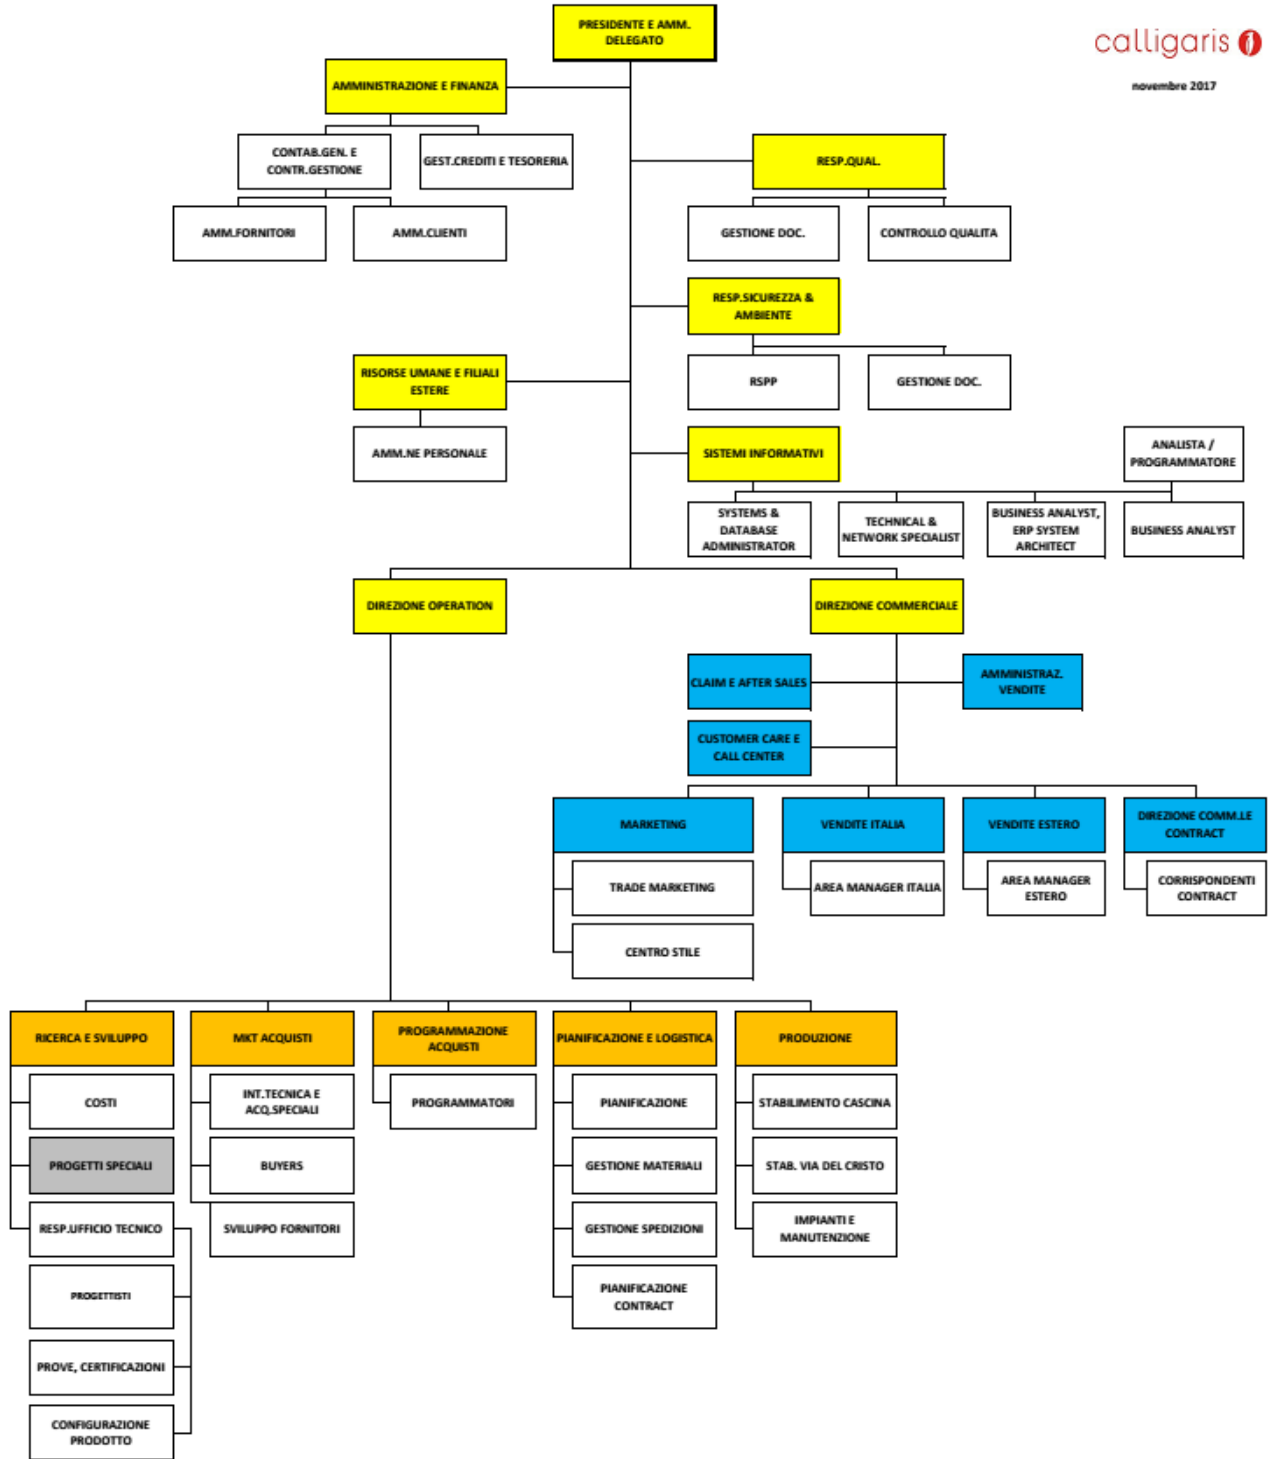 PRESIDENTE E AMM.
DELEGATO
calligaris
novembre 2017
AMMINISTRAZIONE E FINANZA
CONTAB.GEN. E
CONTR.GESTIONE
GEST.CREDITI E TESORERIA
RESP.QUAL.
AMM.FORNITORI
AMM.CLIENTI
GESTIONE DOC.
CONTROLLO QUALITA
RESP.SICUREZZA &
AMBIENTE
RISORSE UMANE E FILIALI
ESTERE
RSPP
GESTIONE DOC.
AMM.NE PERSONALE
SISTEMI INFORMATIVI
ANALISTA /
PROGRAMMATORE
SYSTEMS &
DATABASE
ADMINISTRATOR
TECHNICAL &
NETWORK SPECIALIST
BUSINESS ANALYST,
ERP SYSTEM
ARCHITECT
BUSINESS ANALYST
DIREZIONE OPERATION
DIREZIONE COMMERCIALE
CLAIM E AFTER SALES
AMMINISTRAZ.
VENDITE
CUSTOMER CARE E
CALL CENTER
MARKETING
VENDITE ITALIA
VENDITE ESTERO
DIREZIONE COMM.LE
CONTRACT
TRADE MARKETING
AREA MANAGER ITALIA
AREA MANAGER
ESTERO
CORRISPONDENTI
CONTRACT
CENTRO STILE
RICERCA E SVILUPPO
MKT ACQUISTI
PROGRAMMAZIONE
ACQUISTI
PIANIFICAZIONE E LOGISTICA
PRODUZIONE
COSTI
INT.TECNICA E
ACQ.SPECIALI
PROGRAMMATORI
PIANIFICAZIONE
STABILIMENTO CASCINA
PROGETTI SPECIALI
BUYERS
GESTIONE MATERIALI
STAB. VIA DEL CRISTO
RESP.UFFICIO TECNICO
SVILUPPO FORNITORI
GESTIONE SPEDIZIONI
IMPIANTI E
MANUTENZIONE
PROGETTISTI
PIANIFICAZIONE
CONTRACT
PROVE, CERTIFICAZIONI
CONFIGURAZIONE
PRODOTTO